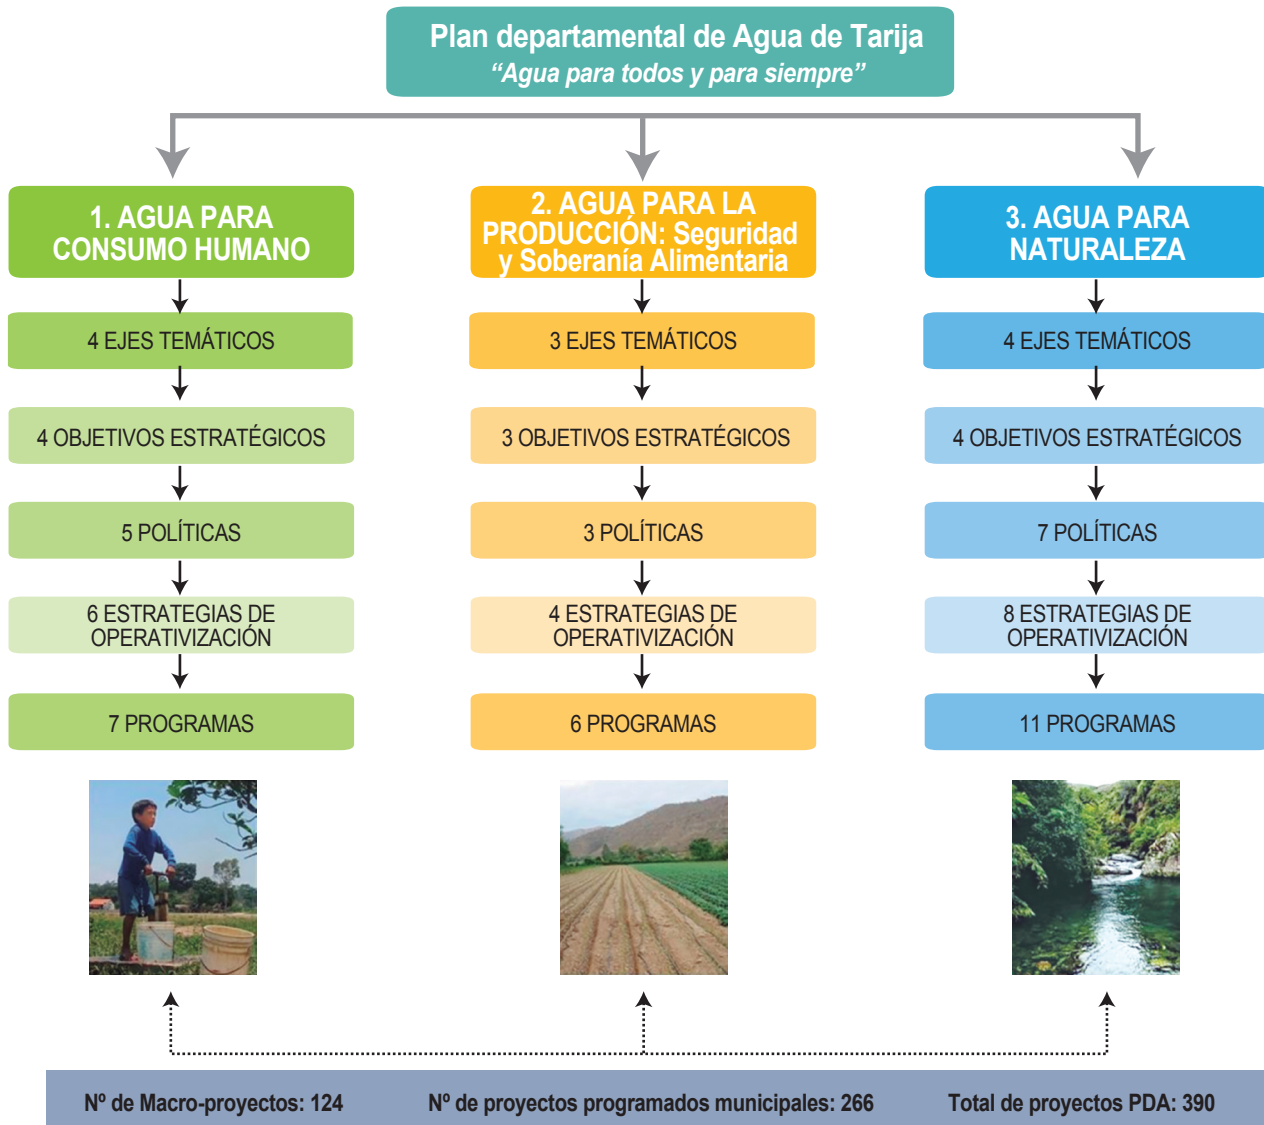 Plan departamental de Agua de Tarija
“Agua para todos y para siempre”
1. AGUA PARA
CONSUMO HUMANO
4 EJES TEMÁTICOS
4 OBJETIVOS ESTRATÉGICOS
5 POLÍTICAS
6 ESTRATEGIAS DE
OPERATIVIZACIÓN
7 PROGRAMAS
2. AGUA PARA LA
PRODUCCIÓN: Seguridad
y Soberanía Alimentaria
3 EJES TEMÁTICOS
3 OBJETIVOS ESTRATÉGICOS
3 POLÍTICAS
4 ESTRATEGIAS DE
OPERATIVIZACIÓN
6 PROGRAMAS
3. AGUA PARA
NATURALEZA
4 EJES TEMÁTICOS
4 OBJETIVOS ESTRATÉGICOS
7 POLÍTICAS
8 ESTRATEGIAS DE
OPERATIVIZACIÓN
11 PROGRAMAS
Nº de Macro-proyectos: 124
Nº de proyectos programados municipales: 266
Total de proyectos PDA: 390